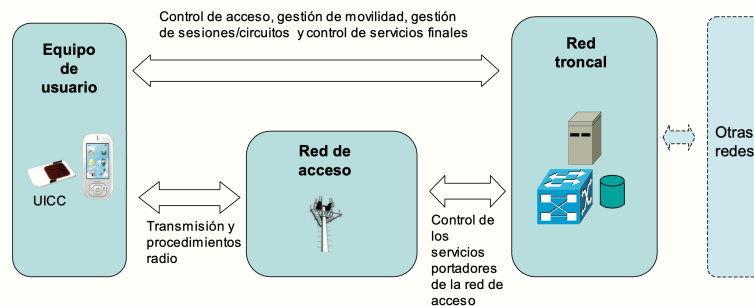 Control de acceso, gestión de movilidad, gestión
de sesiones/circuitos y control de servicios finales
Equipo
de
usuario
UICC
Red de
acceso
Transmisión y
procedimientos
radio
Red
troncal
Control de
los
servicios
portadores
de la red de
acceso
Otras
redes